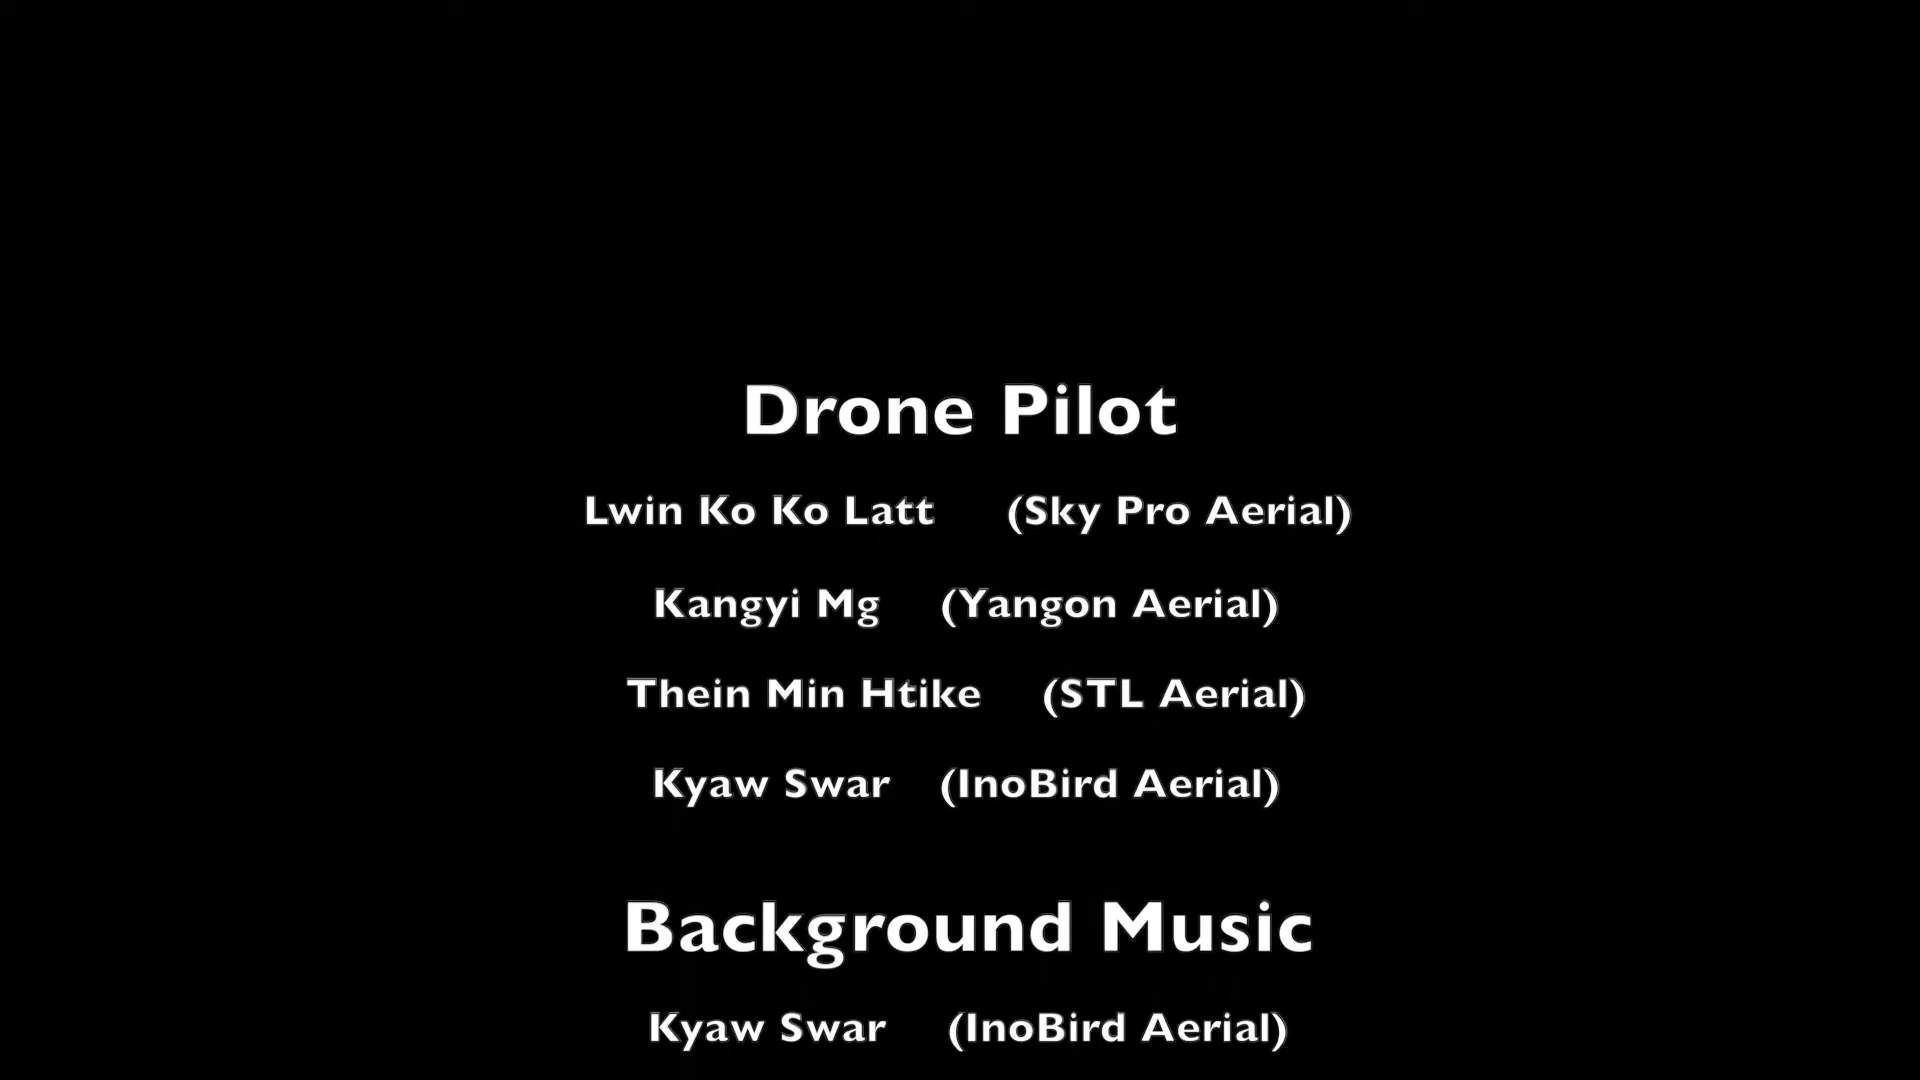 Drone Pilot
Lwin Ko Ko Latt (Sky Pro Aerial)
Kangyi Mg (Yangon Aerial)
Thein Min Htike (STL Aerial)
Kyaw Swar (InoBird Aerial)
Background Music
Kyaw Swar (InoBird Aerial)